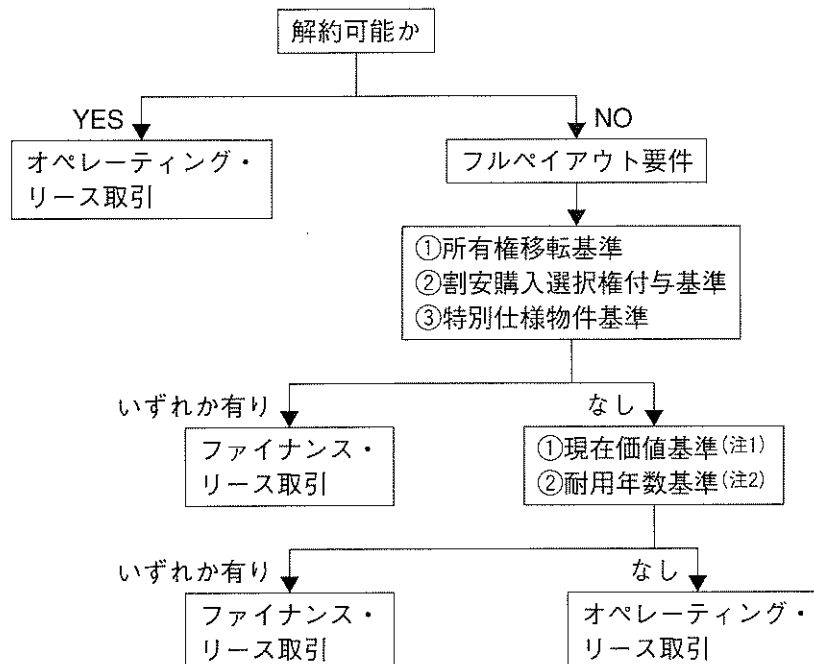 解約可能か
YES
NO
オペレーティング・
リース取引
フルペイアウト要件
①所有権移転基準
②割安購入選択権付与基準
③特別仕様物件基準
いずれか有り
なし
ファイナンス・
リース取引
①現在価値基準(注1)
②耐用年数基準(注2)
いずれか有り
なし
ファイナンス・
リース取引
オペレーティング・
リース取引